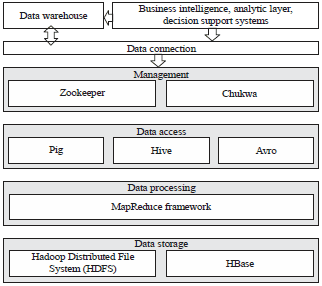 Data warehouse
Business intelligence, analytic layer,
decision support systems
Data connection
Management
Zookeeper
Chukwa
Data access
Pig
Hive
Avro
Data processing
MapReduce framework
Data storage
Hadoop Distributed File
System (HDFS)
HBase